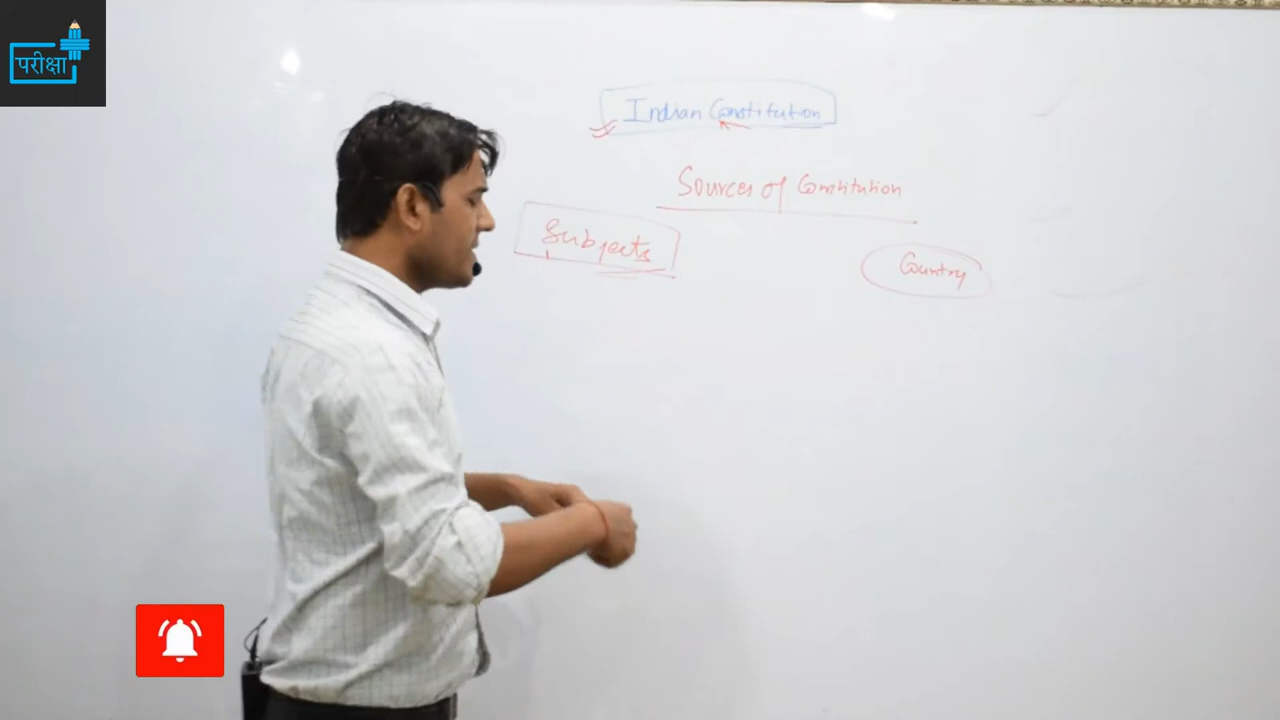 परीक्षा
Indian Constitution
Sources of Constitution
Subjects
Country